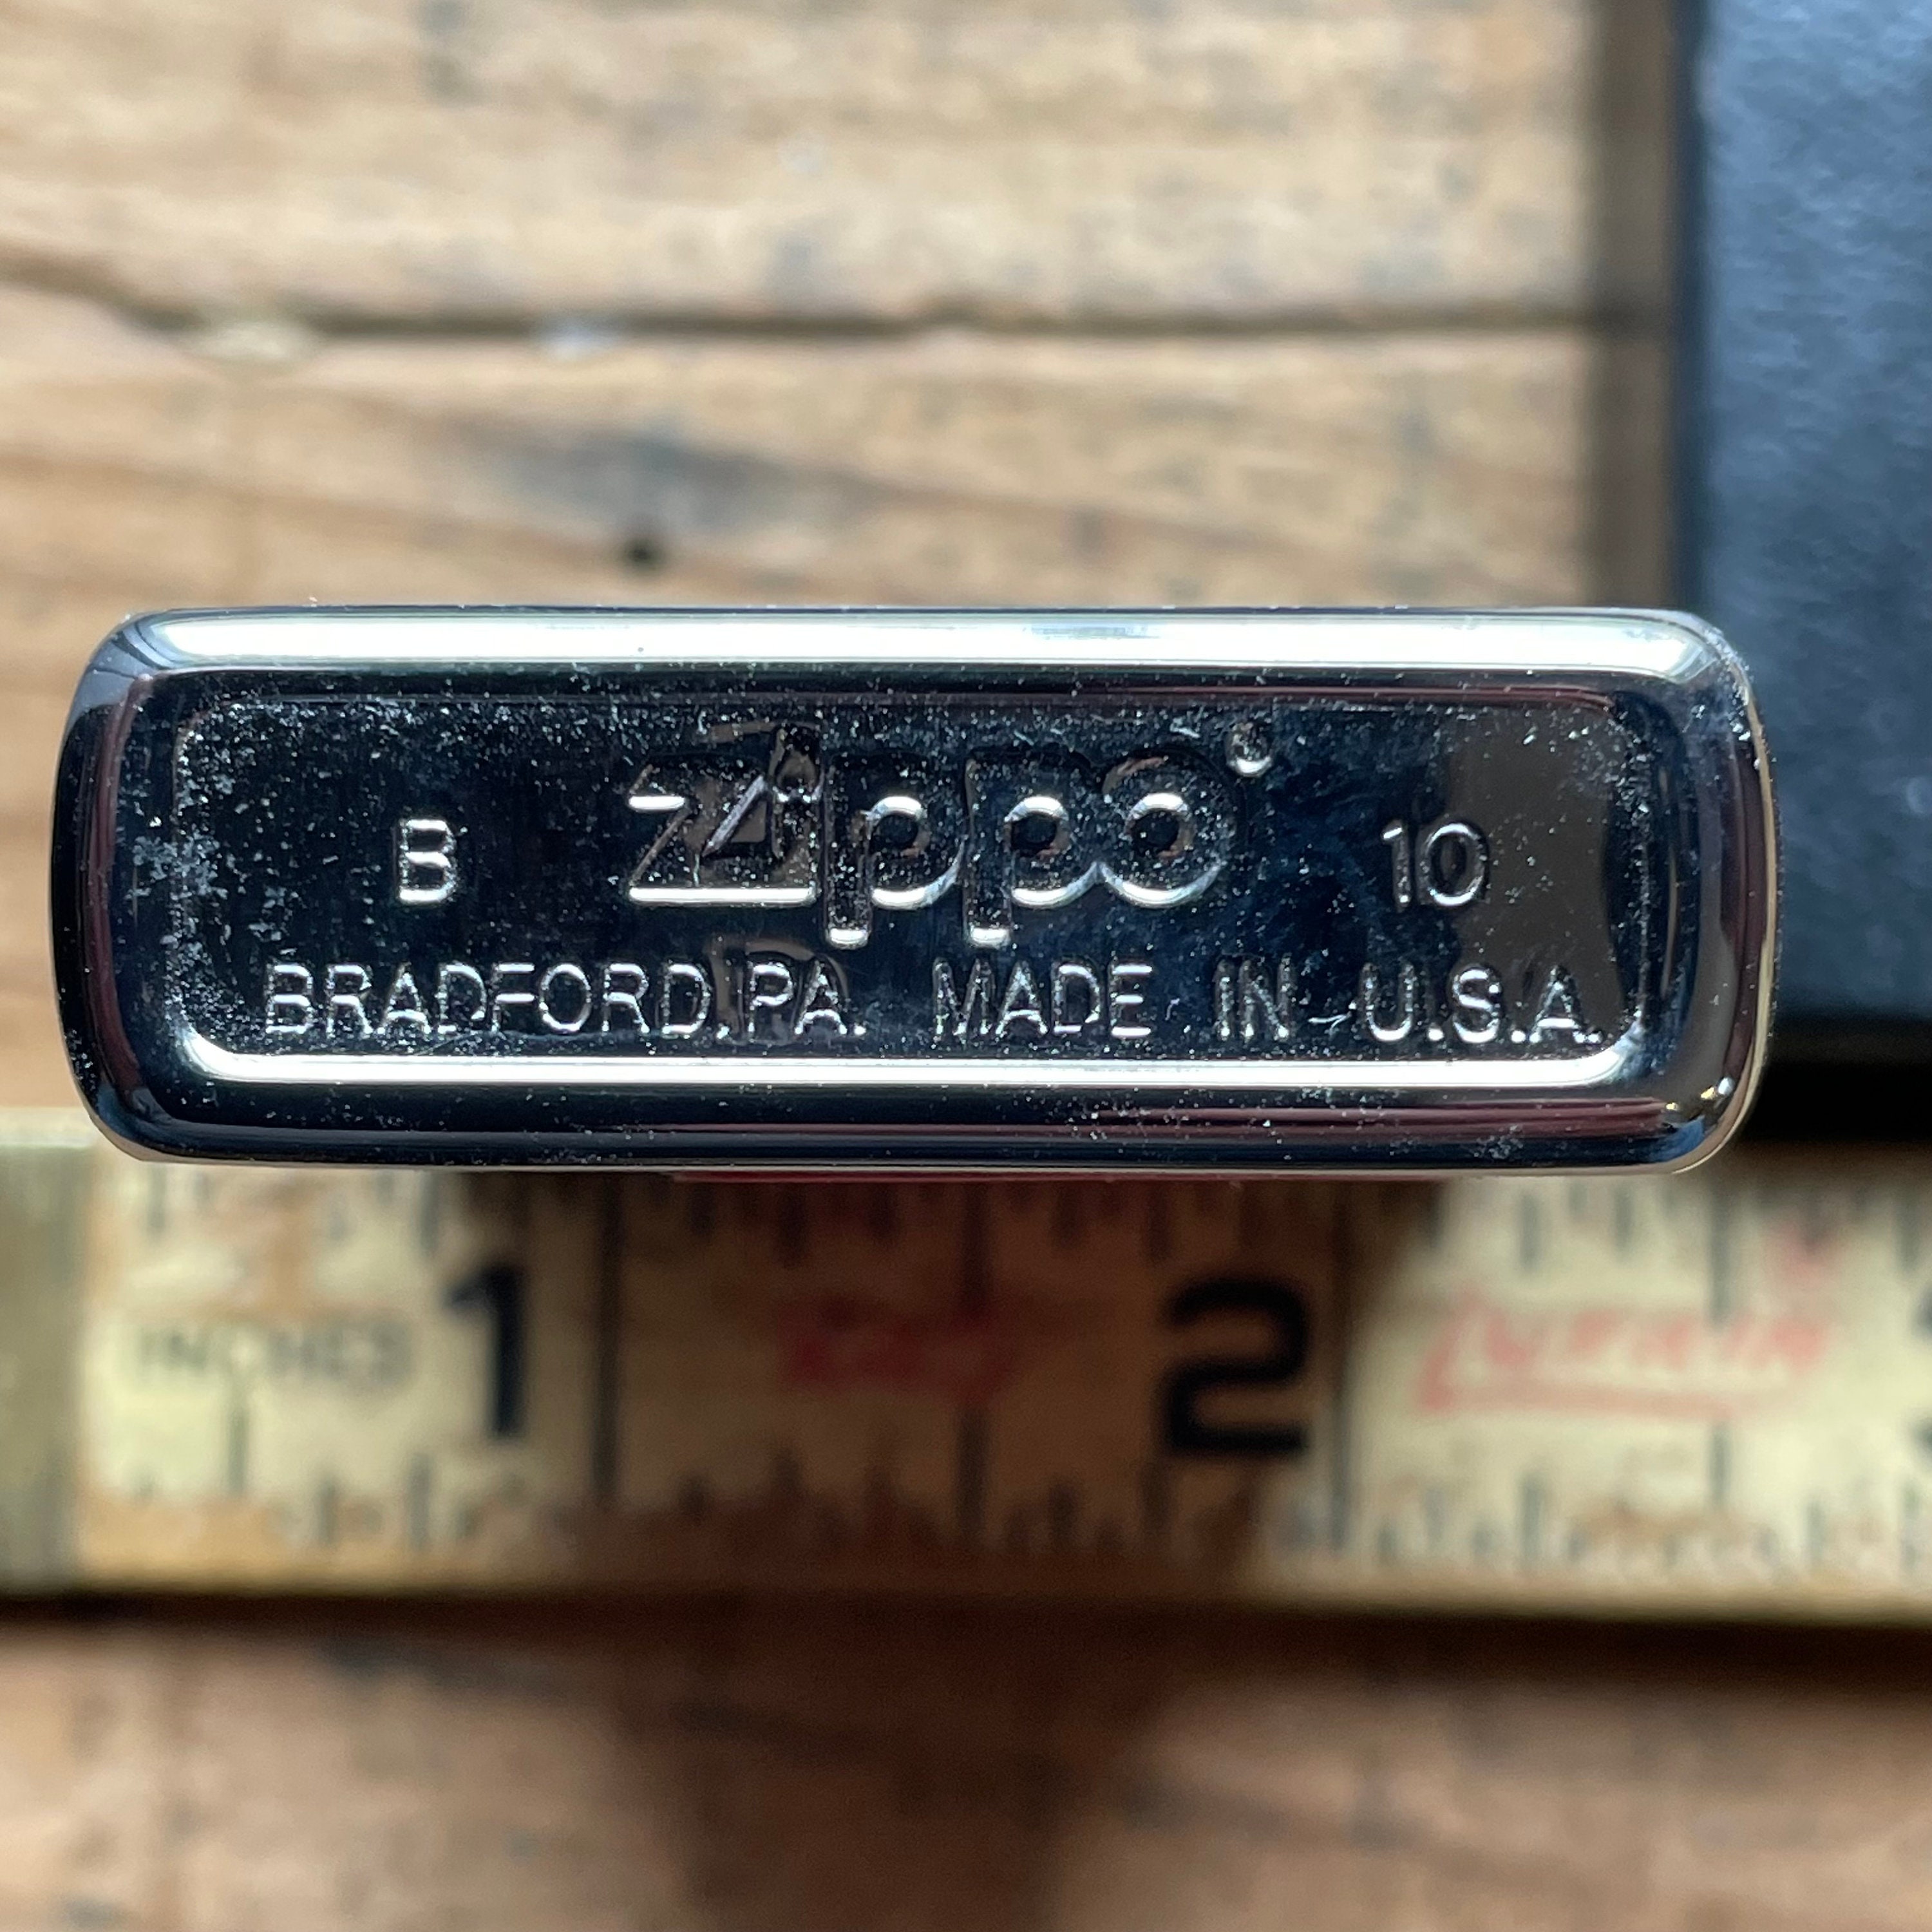 B Zippo 10
BRADFORD,PA. MADE IN U.S.A.
INCHES 1 2